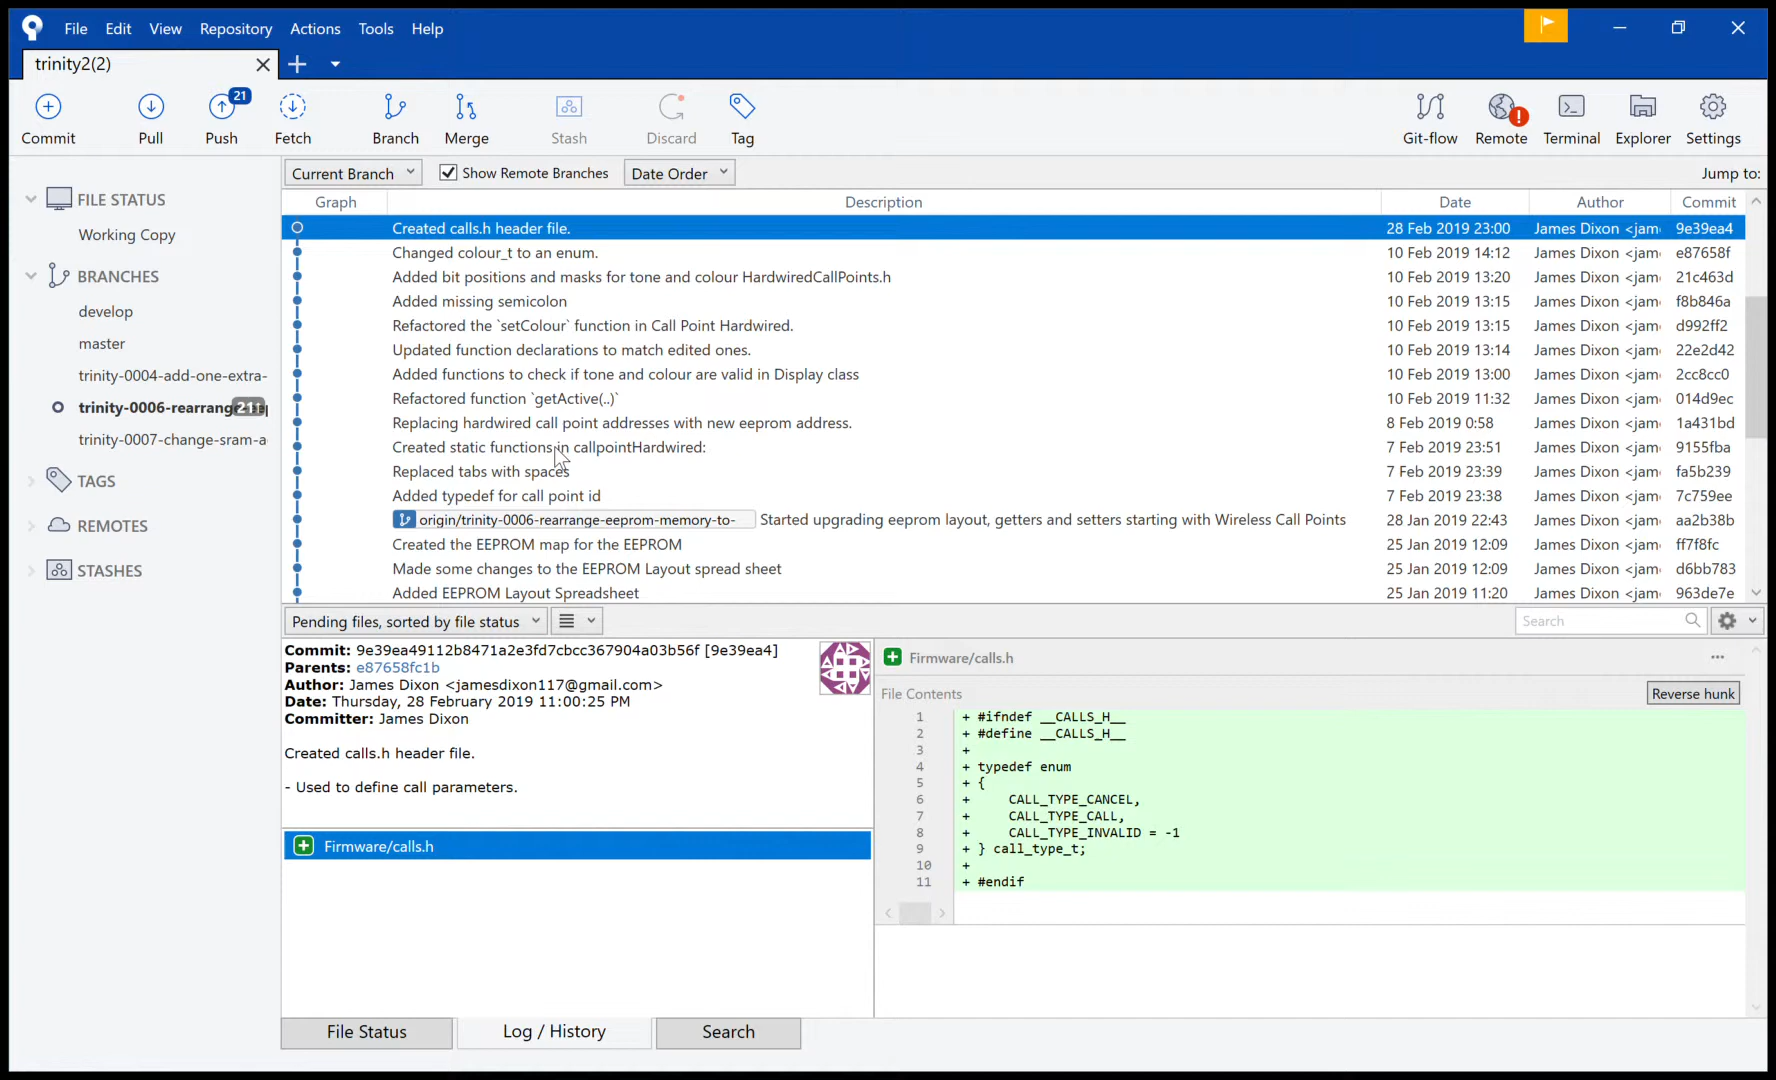 File Edit View Repository Actions Tools Help
trinity2(2)
21
Commit Pull Push Fetch Branch Merge Stash Discard Tag Git-flow Remote Terminal Explorer Settings
Current Branch Show Remote Branches Date Order Jump to:
FILE STATUS
Working Copy
BRANCHES
develop
master
trinity-0004-add-one-extra-
trinity-0006-rearrange
trinity-0007-change-sram-a
TAGS
REMOTES
STASHES
Graph Description Date Author Commit
Created calls.h header file. 28 Feb 2019 23:00 James Dixon <jam 9e39ea4
Changed colour_t to an enum. 10 Feb 2019 14:12 James Dixon <jam e87658f
Added bit positions and masks for tone and colour HardwiredCallPoints.h 10 Feb 2019 13:20 James Dixon <jam 21c463d
Added missing semicolon 10 Feb 2019 13:15 James Dixon <jam f8b846a
Refactored the `setColour` function in Call Point Hardwired. 10 Feb 2019 13:15 James Dixon <jam d992ff2
Updated function declarations to match edited ones. 10 Feb 2019 13:14 James Dixon <jam 22e2d42
Added functions to check if tone and colour are valid in Display class 10 Feb 2019 13:00 James Dixon <jam 2cc8cc0
Refactored function `getActive(..)` 10 Feb 2019 11:32 James Dixon <jam 014d9ec
Replacing hardwired call point addresses with new eeprom address. 8 Feb 2019 0:58 James Dixon <jam 1a431bd
Created static functions in callpointHardwired: 7 Feb 2019 23:51 James Dixon <jam 9155fba
Replaced tabs with spaces 7 Feb 2019 23:39 James Dixon <jam fa5b239
Added typedef for call point id 7 Feb 2019 23:38 James Dixon <jam 7c759ee
origin/trinity-0006-rearrange-eeprom-memory-to- Started upgrading eeprom layout, getters and setters starting with Wireless Call Points 28 Jan 2019 22:43 James Dixon <jam aa2b38b
Created the EEPROM map for the EEPROM 25 Jan 2019 12:09 James Dixon <jam ff7f8fc
Made some changes to the EEPROM Layout spread sheet 25 Jan 2019 12:09 James Dixon <jam d6bb783
Added EEPROM Layout Spreadsheet 25 Jan 2019 11:20 James Dixon <jam 963de7e
Pending files, sorted by file status Search
Commit: 9e39ea49112b8471a2e3fd7cbcc367904a03b56f [9e39ea4]
Parents: e87658fc1b
Author: James Dixon <jamesdixon117@gmail.com>
Date: Thursday, 28 February 2019 11:00:25 PM
Committer: James Dixon
Created calls.h header file.
- Used to define call parameters.
Firmware/calls.h
Firmware/calls.h ...
File Contents Reverse hunk
1 + #ifndef __CALLS_H__
2 + #define __CALLS_H__
3 +
4 + typedef enum
5 + {
6 + CALL_TYPE_CANCEL,
7 + CALL_TYPE_CALL,
8 + CALL_TYPE_INVALID = -1
9 + } call_type_t;
10 +
11 + #endif
File Status Log / History Search